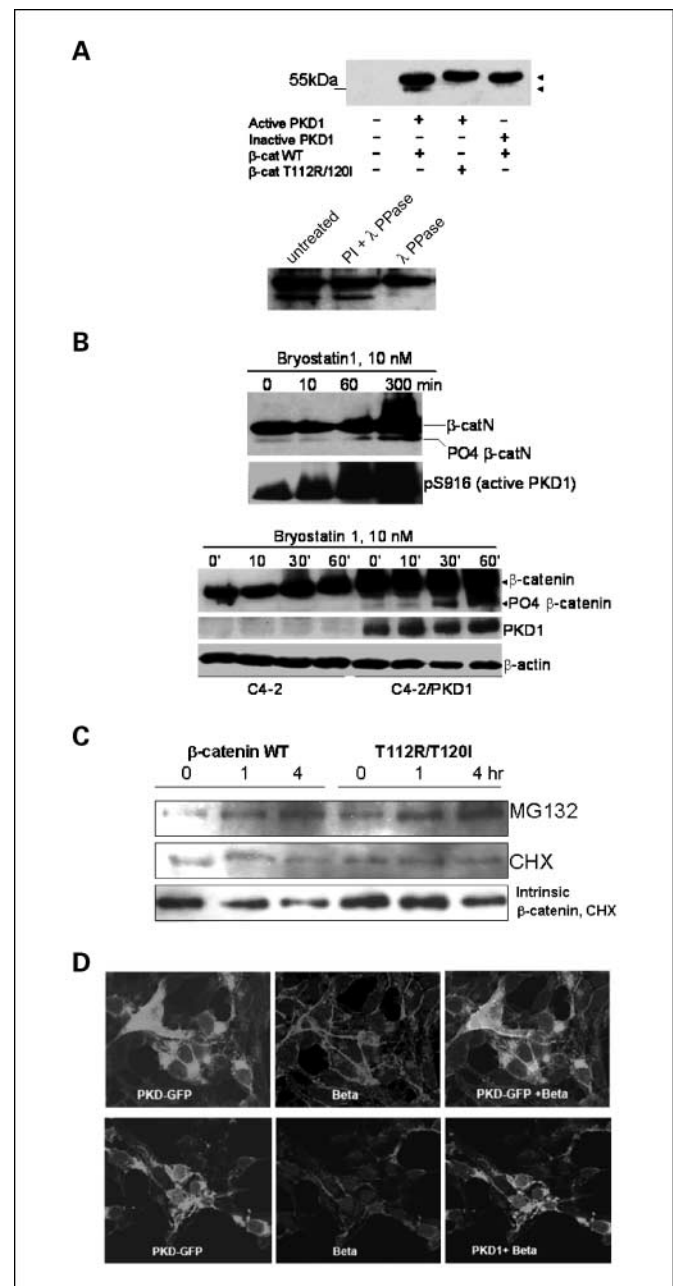 A
55kDa
Active PKD1 – + + –
Inactive PKD1 – – – +
β-cat WT – + – +
β-cat T112R/120I – – + –
untreated
PI + λ PPase
λ PPase
B
Bryostatin1, 10 nM
0 10 60 300 min
β-catN
PO4 β-catN
pS916 (active PKD1)
Bryostatin 1, 10 nM
0' 10 30' 60' 0' 10' 30' 60'
β-catenin
PO4 β-catenin
PKD1
β-actin
C4-2 C4-2/PKD1
C
β-catenin WT T112R/T120I
0 1 4 0 1 4 hr
MG132
CHX
Intrinsic
β-catenin, CHX
D
PKD-GFP Beta PKD-GFP +Beta
PKD-GFP Beta PKD1+ Beta